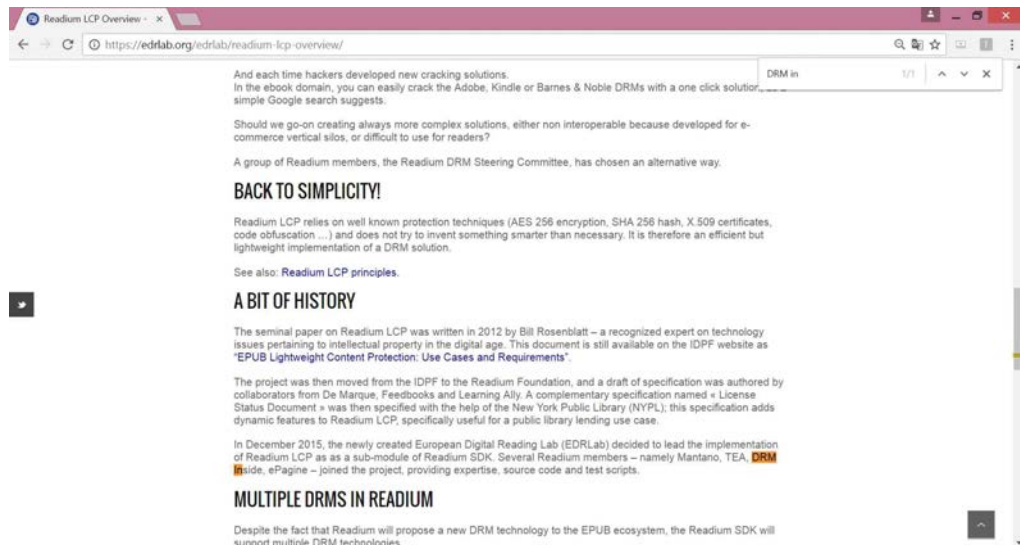 Readium LCP Overview -
https://edrlab.org/edrlab/readium-lcp-overview/
DRM in
1/1
And each time hackers developed new cracking solutions.
In the ebook domain, you can easily crack the Adobe, Kindle or Barnes & Noble DRMs with a one click solution,
simple Google search suggests.
Should we go-on creating always more complex solutions, either non interoperable because developed for e-
commerce vertical silos, or difficult to use for readers?
A group of Readium members, the Readium DRM Steering Committee, has chosen an alternative way.
BACK TO SIMPLICITY!
Readium LCP relies on well known protection techniques (AES 256 encryption, SHA 256 hash, X.509 certificates,
code obfuscation ...) and does not try to invent something smarter than necessary. It is therefore an efficient but
lightweight implementation of a DRM solution.
See also: Readium LCP principles.
A BIT OF HISTORY
The seminal paper on Readium LCP was written in 2012 by Bill Rosenblatt – a recognized expert on technology
issues pertaining to intellectual property in the digital age. This document is still available on the IDPF website as
“EPUB Lightweight Content Protection: Use Cases and Requirements”.
The project was then moved from the IDPF to the Readium Foundation, and a draft of specification was authored by
collaborators from De Marque, Feedbooks and Learning Ally. A complementary specification named « License
Status Document » was then specified with the help of the New York Public Library (NYPL); this specification adds
dynamic features to Readium LCP, specifically useful for a public library lending use case.
In December 2015, the newly created European Digital Reading Lab (EDRLab) decided to lead the implementation
of Readium LCP as as a sub-module of Readium SDK. Several Readium members – namely Mantano, TEA, DRM
Inside, ePagine – joined the project, providing expertise, source code and test scripts.
MULTIPLE DRMS IN READIUM
Despite the fact that Readium will propose a new DRM technology to the EPUB ecosystem, the Readium SDK will
support multiple DRM technologies.